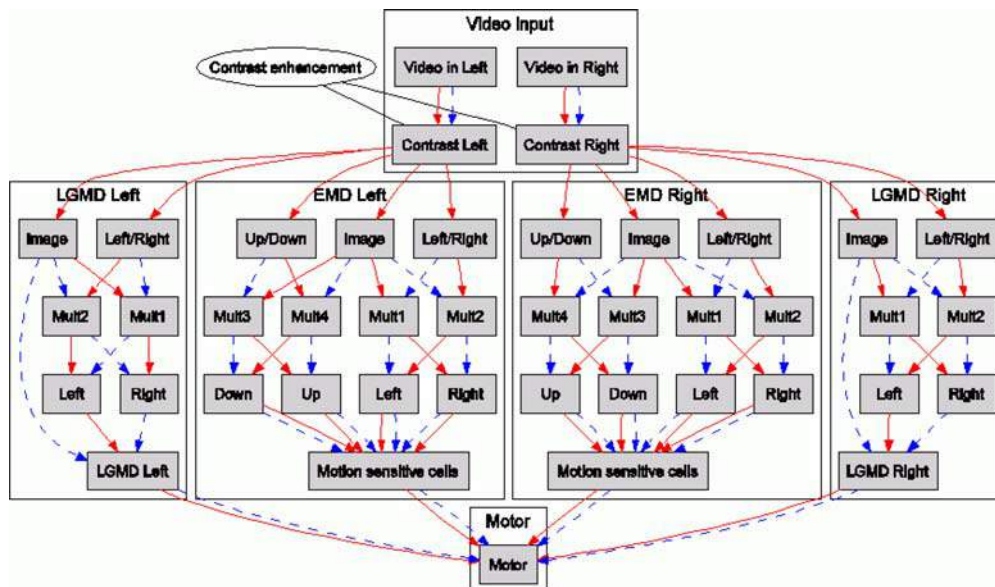 Video Input
Contrast enhancement
Video in Left
Video in Right
Contrast Left
Contrast Right
LGMD Left
Image
Left/Right
Mult2
Mult1
Left
Right
LGMD Left
EMD Left
Up/Down
Image
Left/Right
Mult3
Mult4
Mult1
Mult2
Down
Up
Left
Right
Motion sensitive cells
EMD Right
Up/Down
Image
Left/Right
Mult4
Mult3
Mult1
Mult2
Up
Down
Left
Right
Motion sensitive cells
LGMD Right
Image
Left/Right
Mult1
Mult2
Left
Right
LGMD Right
Motor
Motor